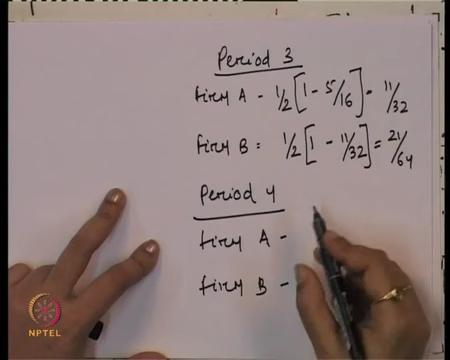 Period 3
Firm A - 1/2 [1 - 5/16] - 11/32
Firm B = 1/2 [1 - 11/32] = 21/64
Period 4
Firm A -
Firm B -
NPTEL